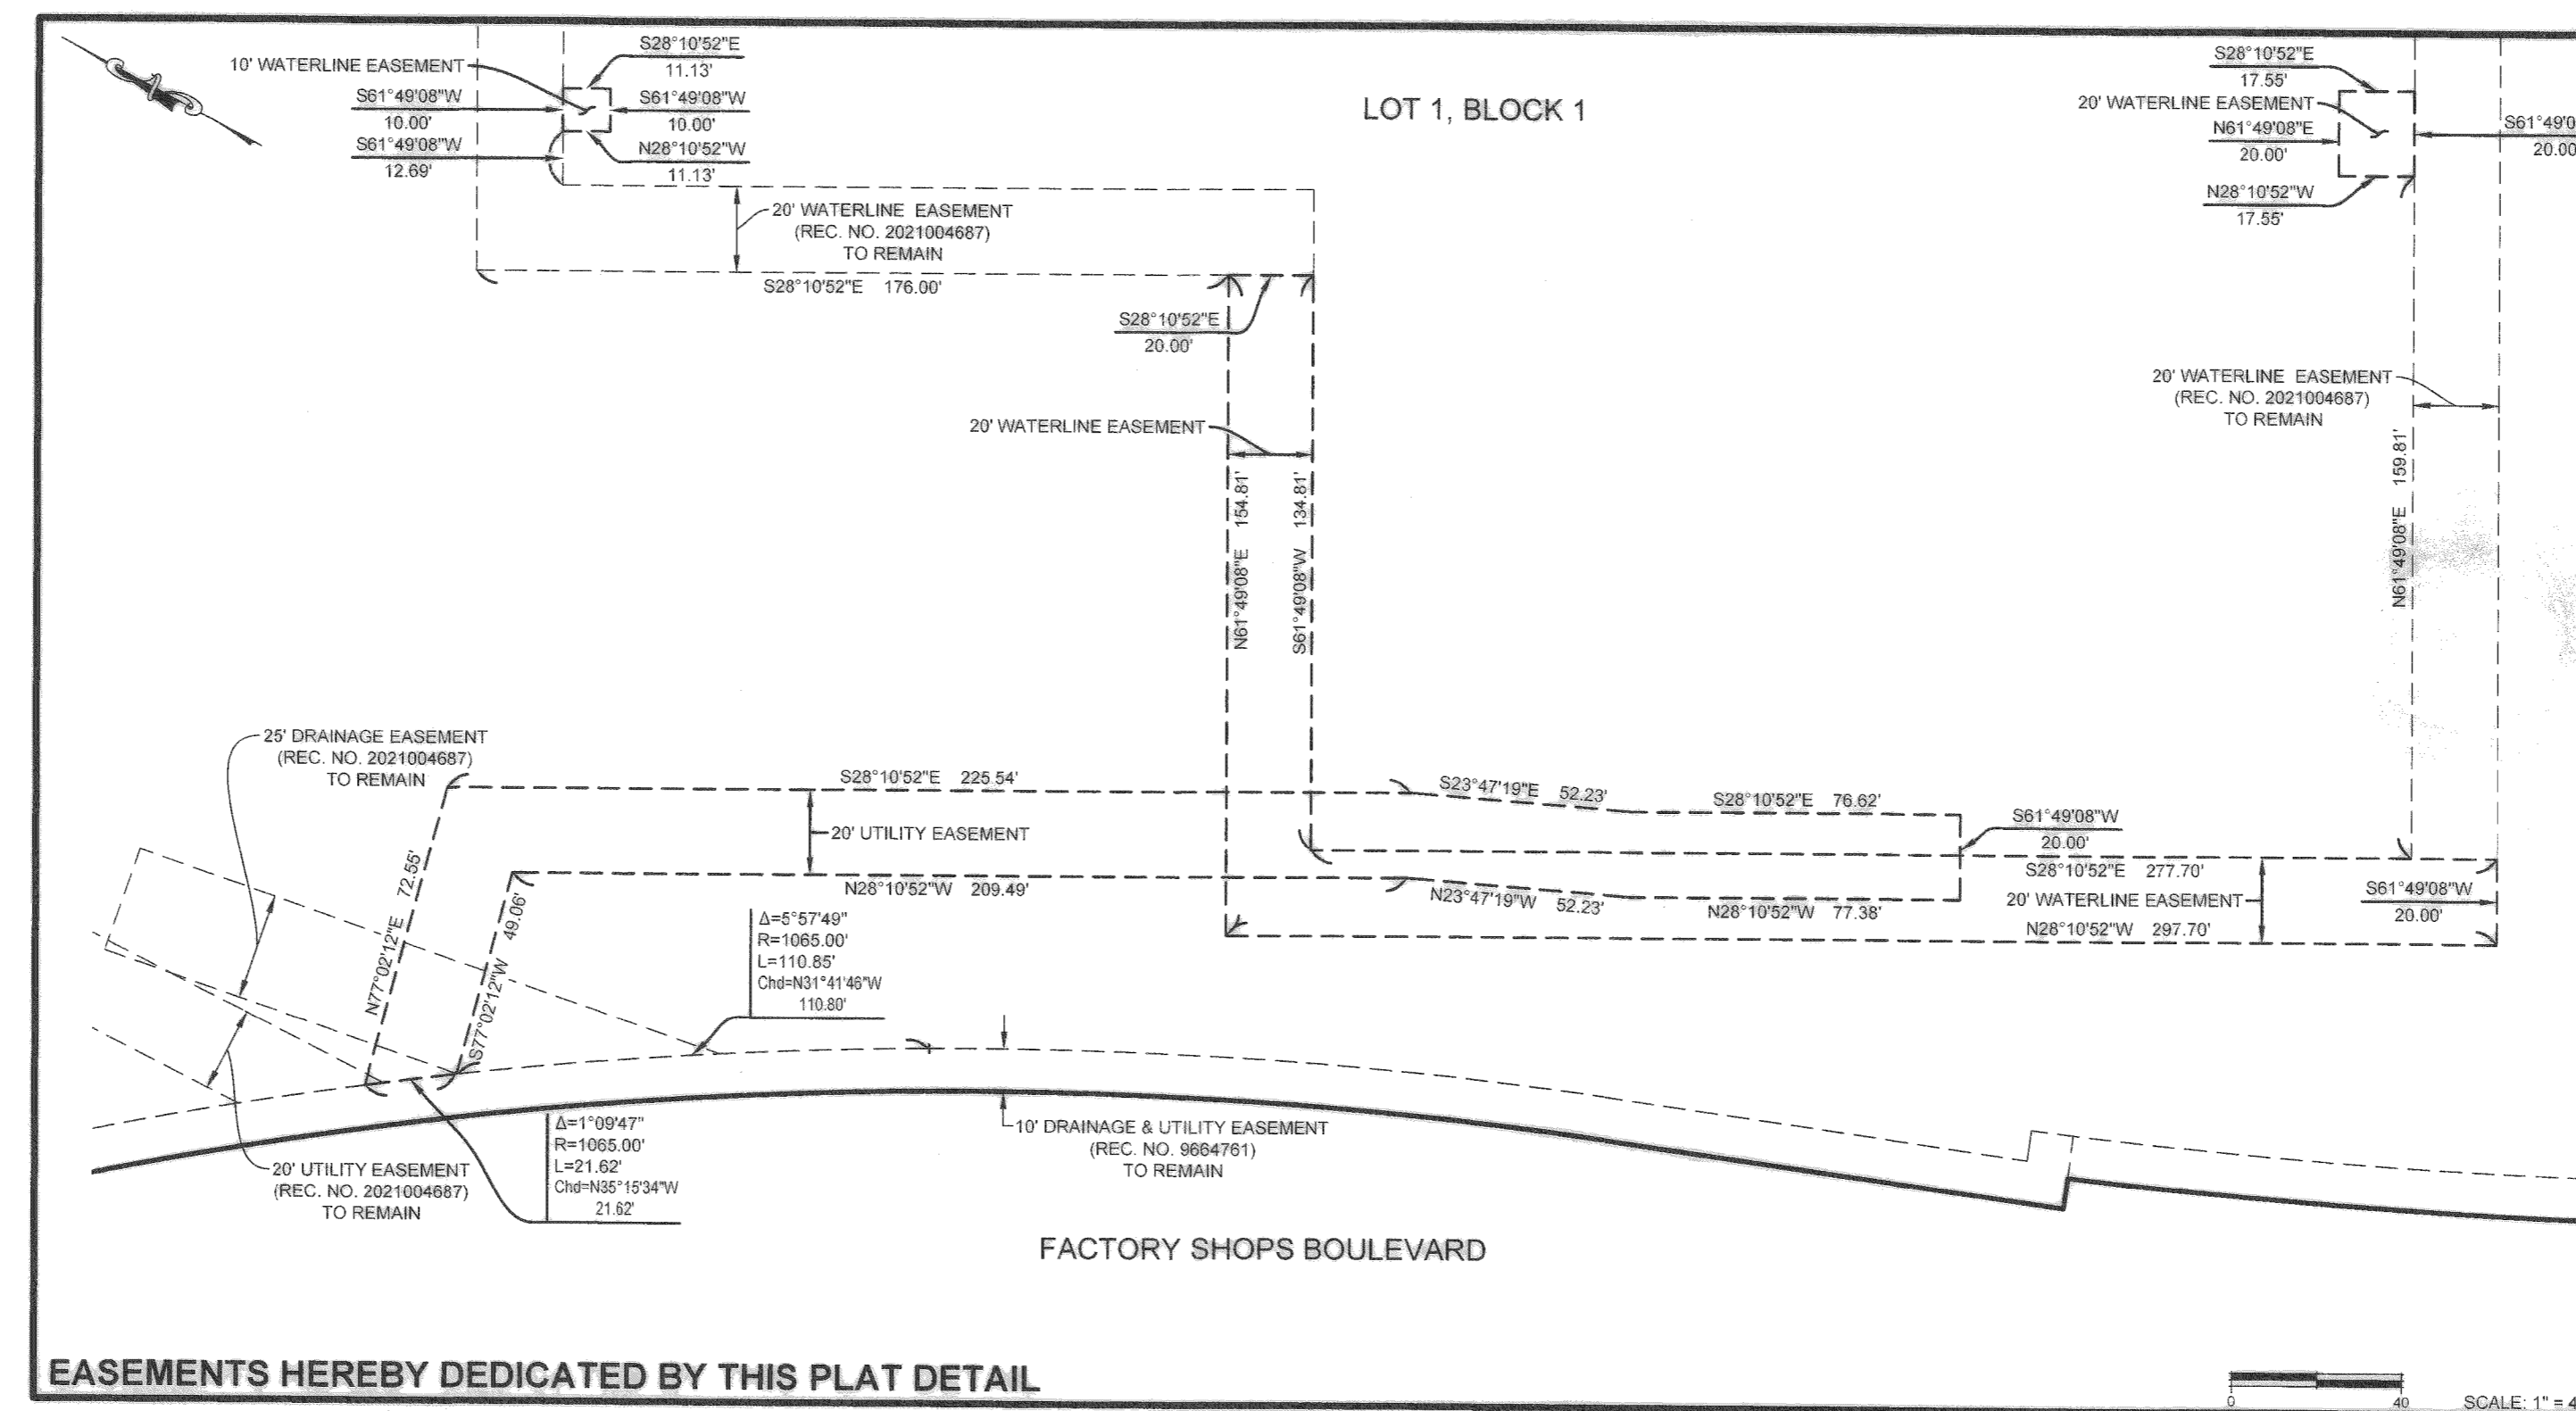 S28°10'52"E
11.13'
10' WATERLINE EASEMENT
S61°49'08"W
10.00'
S61°49'08"W
10.00'
S61°49'08"W
12.69'
N28°10'52"W
11.13'
20' WATERLINE EASEMENT
(REC. NO. 2021004687)
TO REMAIN
S28°10'52"E 176.00'
LOT 1, BLOCK 1
S28°10'52"E
17.55'
20' WATERLINE EASEMENT
N61°49'08"E
20.00'
N28°10'52"W
17.55'
S61°49'0
20.00
S28°10'52"E
20.00'
20' WATERLINE EASEMENT
N61°49'08"E 154.81'
S61°49'08"W 134.81'
20' WATERLINE EASEMENT
(REC. NO. 2021004687)
TO REMAIN
N61°49'08"E 159.81'
25' DRAINAGE EASEMENT
(REC. NO. 2021004687)
TO REMAIN
S28°10'52"E 225.54'
20' UTILITY EASEMENT
N28°10'52"W 209.49'
S23°47'19"E 52.23'
S28°10'52"E 76.62'
S61°49'08"W
20.00'
N23°47'19"W 52.23'
N28°10'52"W 77.38'
S28°10'52"E 277.70'
20' WATERLINE EASEMENT
N28°10'52"W 297.70'
S61°49'08"W
20.00'
N77°02'12"E 72.55'
S77°02'12"W 49.06'
Δ=5°57'49"
R=1065.00'
L=110.85'
Chd=N31°41'46"W
110.80'
Δ=1°09'47"
R=1065.00'
L=21.62'
Chd=N35°15'34"W
21.62'
20' UTILITY EASEMENT
(REC. NO. 2021004687)
TO REMAIN
10' DRAINAGE & UTILITY EASEMENT
(REC. NO. 9664761)
TO REMAIN
FACTORY SHOPS BOULEVARD
EASEMENTS HEREBY DEDICATED BY THIS PLAT DETAIL
0 40
SCALE: 1" = 4